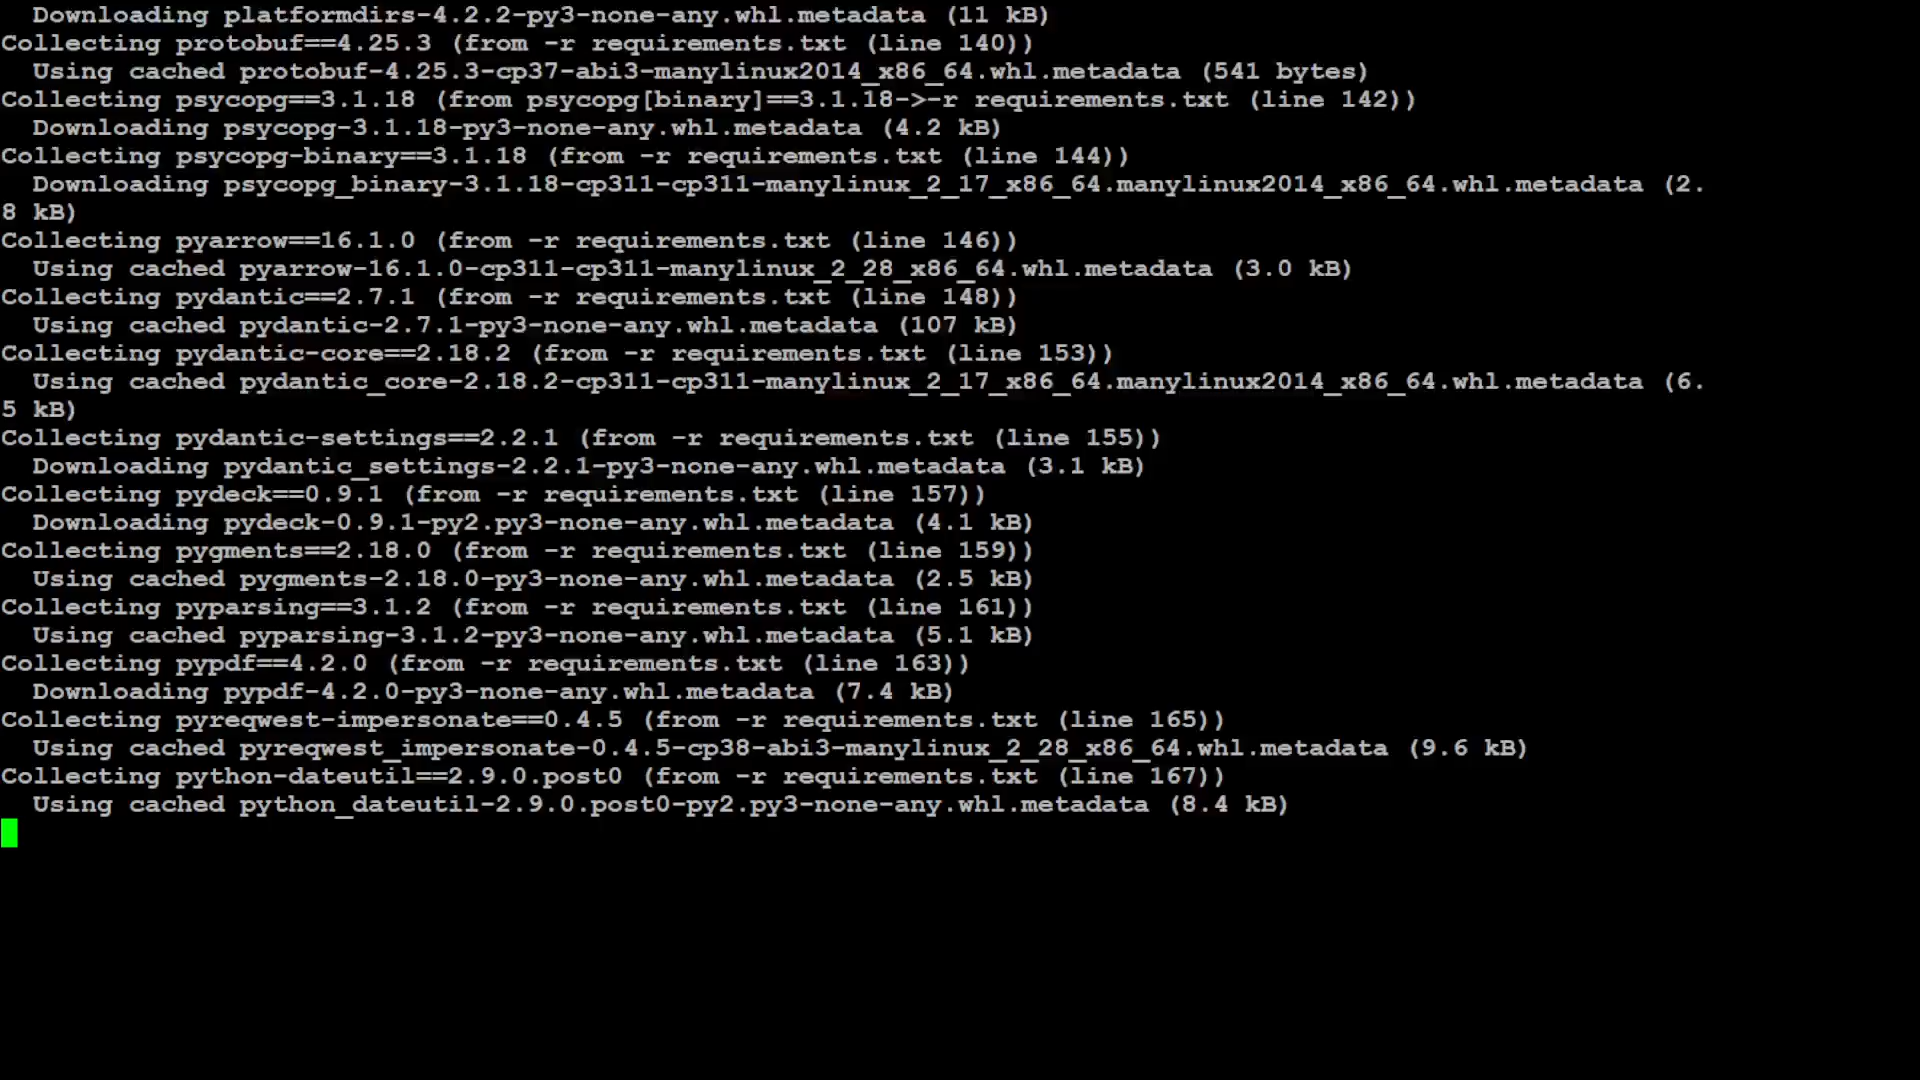 Downloading platformdirs-4.2.2-py3-none-any.whl.metadata (11 kB)
Collecting protobuf==4.25.3 (from -r requirements.txt (line 140))
Using cached protobuf-4.25.3-cp37-abi3-manylinux2014_x86_64.whl.metadata (541 bytes)
Collecting psycopg==3.1.18 (from psycopg[binary]==3.1.18->-r requirements.txt (line 142))
Downloading psycopg-3.1.18-py3-none-any.whl.metadata (4.2 kB)
Collecting psycopg-binary==3.1.18 (from -r requirements.txt (line 144))
Downloading psycopg_binary-3.1.18-cp311-cp311-manylinux_2_17_x86_64.manylinux2014_x86_64.whl.metadata (2.
8 kB)
Collecting pyarrow==16.1.0 (from -r requirements.txt (line 146))
Using cached pyarrow-16.1.0-cp311-cp311-manylinux_2_28_x86_64.whl.metadata (3.0 kB)
Collecting pydantic==2.7.1 (from -r requirements.txt (line 148))
Using cached pydantic-2.7.1-py3-none-any.whl.metadata (107 kB)
Collecting pydantic-core==2.18.2 (from -r requirements.txt (line 153))
Using cached pydantic_core-2.18.2-cp311-cp311-manylinux_2_17_x86_64.manylinux2014_x86_64.whl.metadata (6.
5 kB)
Collecting pydantic-settings==2.2.1 (from -r requirements.txt (line 155))
Downloading pydantic_settings-2.2.1-py3-none-any.whl.metadata (3.1 kB)
Collecting pydeck==0.9.1 (from -r requirements.txt (line 157))
Downloading pydeck-0.9.1-py2.py3-none-any.whl.metadata (4.1 kB)
Collecting pygments==2.18.0 (from -r requirements.txt (line 159))
Using cached pygments-2.18.0-py3-none-any.whl.metadata (2.5 kB)
Collecting pyparsing==3.1.2 (from -r requirements.txt (line 161))
Using cached pyparsing-3.1.2-py3-none-any.whl.metadata (5.1 kB)
Collecting pypdf==4.2.0 (from -r requirements.txt (line 163))
Downloading pypdf-4.2.0-py3-none-any.whl.metadata (7.4 kB)
Collecting pyreqwest-impersonate==0.4.5 (from -r requirements.txt (line 165))
Using cached pyreqwest_impersonate-0.4.5-cp38-abi3-manylinux_2_28_x86_64.whl.metadata (9.6 kB)
Collecting python-dateutil==2.9.0.post0 (from -r requirements.txt (line 167))
Using cached python_dateutil-2.9.0.post0-py2.py3-none-any.whl.metadata (8.4 kB)